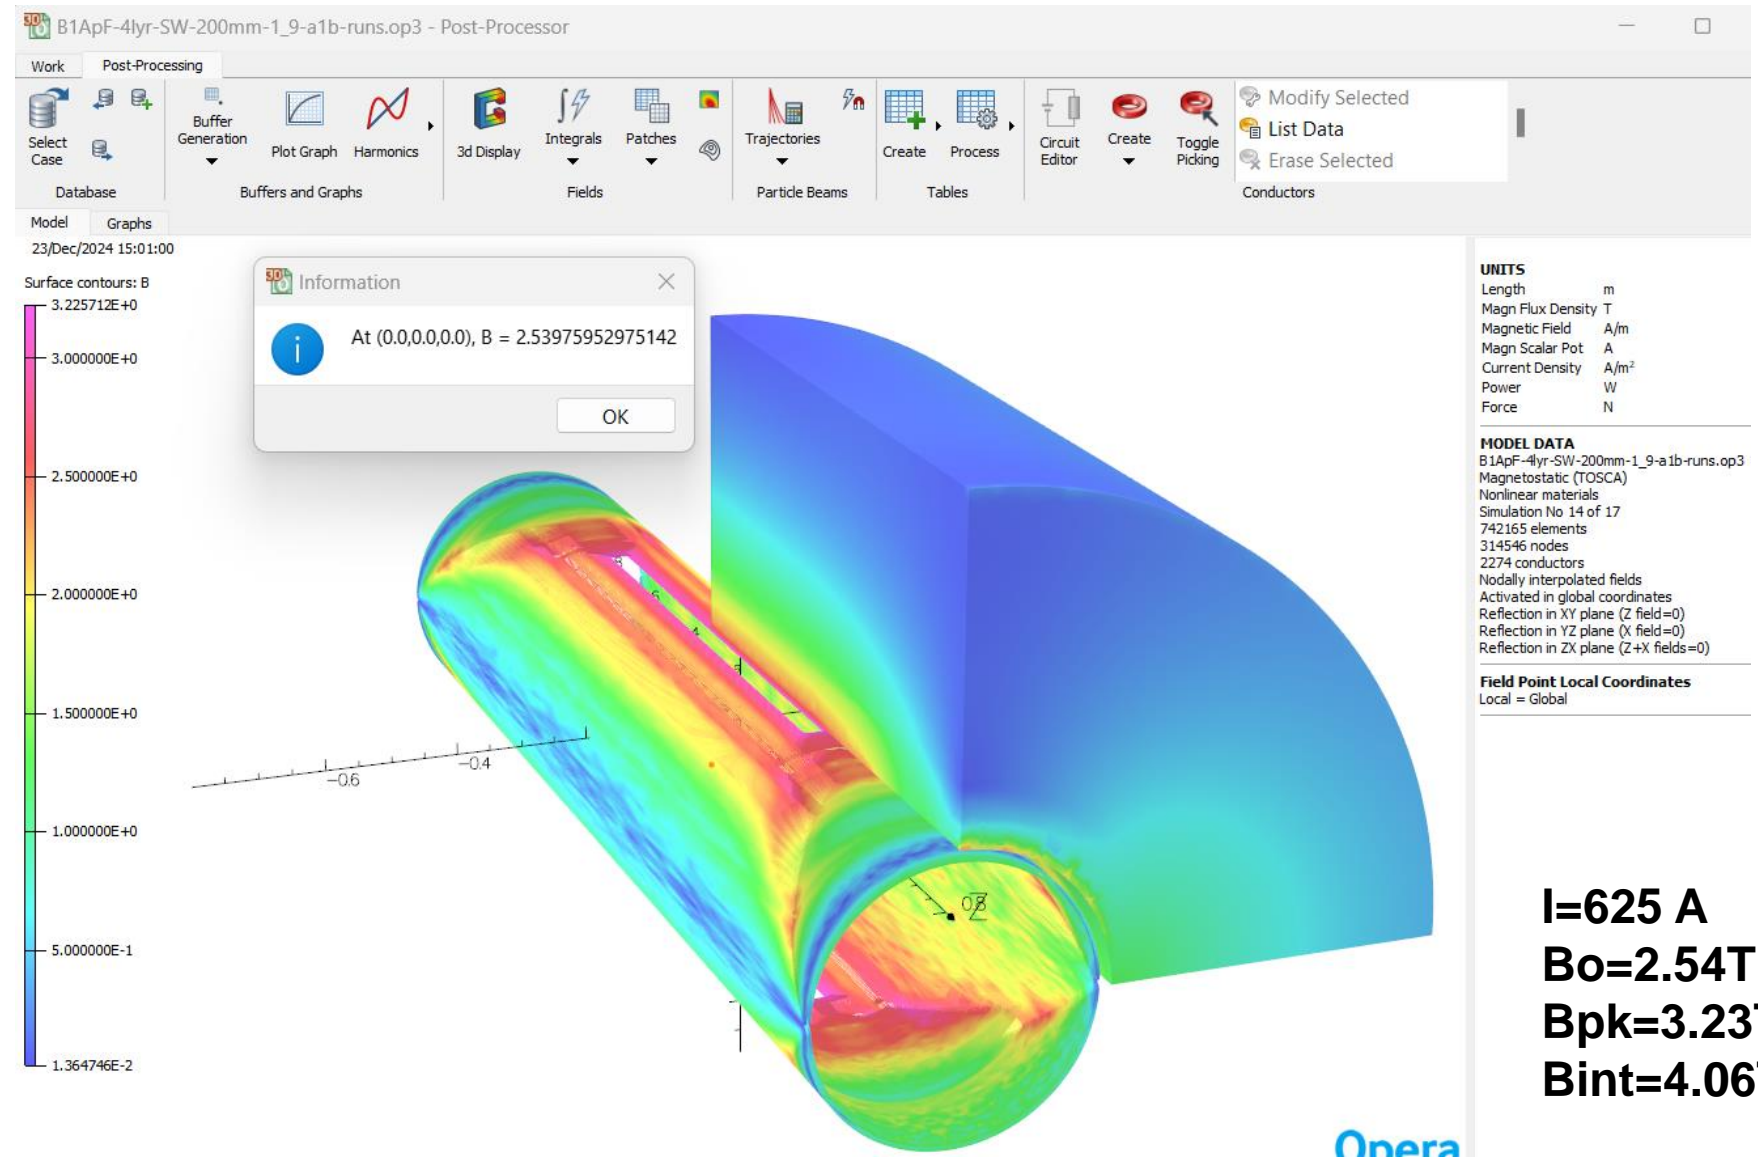 B1ApF-4lyr-SW-200mm-1_9-a1b-runs.op3 - Post-Processor
Work Post-Processing
Select Case
Database
Buffer Generation
Plot Graph
Harmonics
Buffers and Graphs
3d Display
Integrals
Patches
Fields
Trajectories
Particle Beams
Create
Process
Tables
Circuit Editor
Create
Toggle Picking
Modify Selected
List Data
Erase Selected
Conductors
Model Graphs
23/Dec/2024 15:01:00
Surface contours: B
3.225712E+0
3.000000E+0
2.500000E+0
2.000000E+0
1.500000E+0
1.000000E+0
5.000000E-1
1.364746E-2
Information
At (0.0,0.0,0.0), B = 2.53975952975142
OK
-0.6
-0.4
0.8
Z
UNITS
Length m
Magn Flux Density T
Magnetic Field A/m
Magn Scalar Pot A
Current Density A/m²
Power W
Force N
MODEL DATA
B1ApF-4lyr-SW-200mm-1_9-a1b-runs.op3
Magnetostatic (TOSCA)
Nonlinear materials
Simulation No 14 of 17
742165 elements
314546 nodes
2274 conductors
Nodally interpolated fields
Activated in global coordinates
Reflection in XY plane (Z field=0)
Reflection in YZ plane (X field=0)
Reflection in ZX plane (Z+X fields=0)
Field Point Local Coordinates
Local = Global
I=625 A
Bo=2.54T
Bpk=3.23T
Bint=4.06
Opera